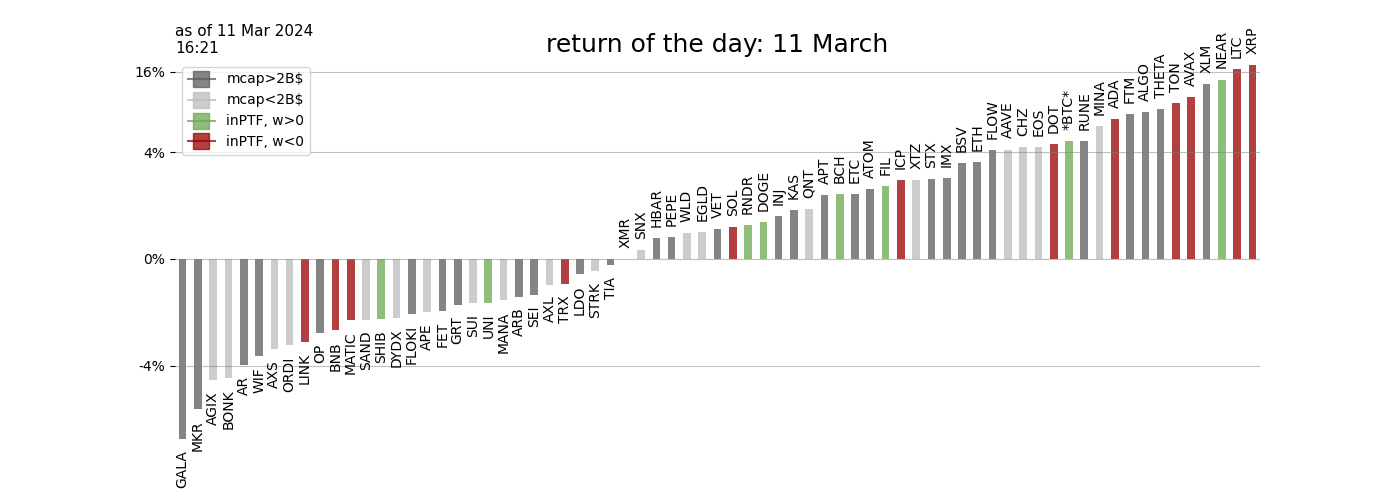 as of 11 Mar 2024
16:21
return of the day: 11 March
mcap>2B$
mcap<2B$
inPTF, w>0
inPTF, w<0
16%
4%
0%
-4%
GALA
MKR
AGIX
BONK
AR
WIF
AXS
ORDI
LINK
OP
BNB
MATIC
SAND
SHIB
DYDX
FLOKI
APE
FET
GRT
SUI
UNI
MANA
ARB
SEI
AXL
TRX
LDO
STRK
TIA
XMR
SNX
HBAR
PEPE
WLD
EGLD
VET
SOL
RNDR
DOGE
INJ
KAS
QNT
APT
BCH
ETC
ATOM
FIL
ICP
XTZ
STX
IMX
BSV
ETH
FLOW
AAVE
CHZ
EOS
DOT
*BTC*
RUNE
MINA
ADA
FTM
ALGO
THETA
TON
AVAX
XLM
NEAR
LTC
XRP